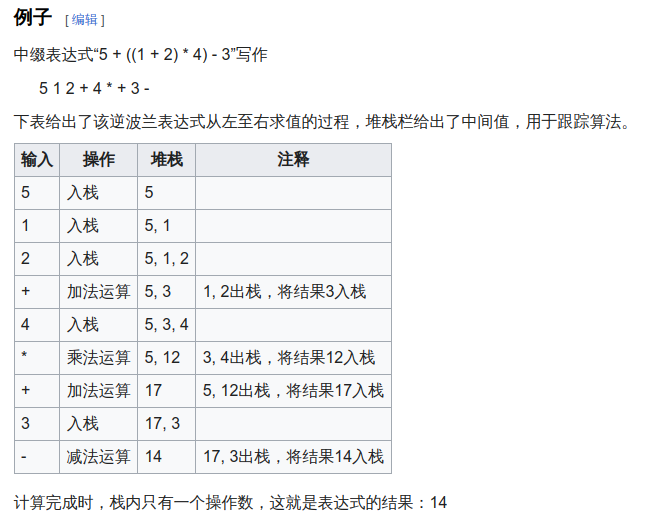 例子 [ 编辑 ]
中缀表达式“5 + ((1 + 2) * 4) - 3”写作
5 1 2 + 4 * + 3 -
下表给出了该逆波兰表达式从左至右求值的过程，堆栈栏给出了中间值，用于跟踪算法。
输入 操作 堆栈 注释
5 入栈 5
1 入栈 5, 1
2 入栈 5, 1, 2
+ 加法运算 5, 3 1, 2出栈，将结果3入栈
4 入栈 5, 3, 4
* 乘法运算 5, 12 3, 4出栈，将结果12入栈
+ 加法运算 17 5, 12出栈，将结果17入栈
3 入栈 17, 3
- 减法运算 14 17, 3出栈，将结果14入栈
计算完成时，栈内只有一个操作数，这就是表达式的结果：14